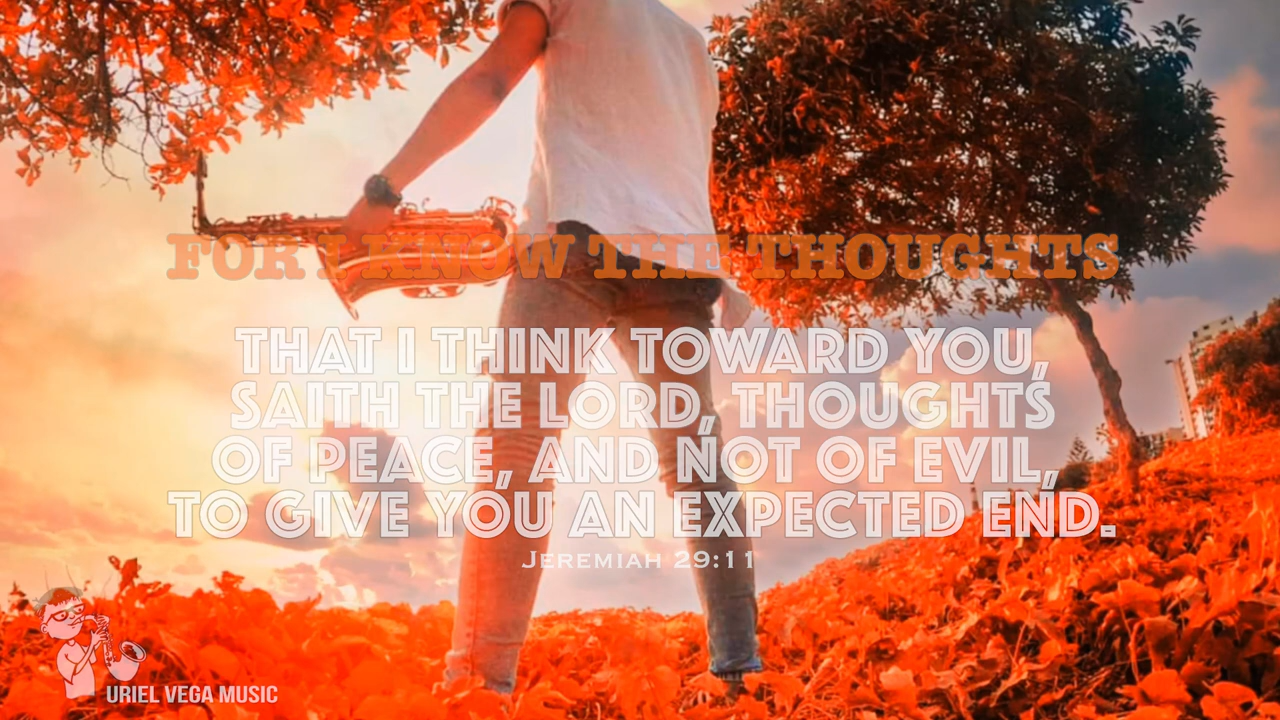 FOR I KNOW THE THOUGHTS
THAT I THINK TOWARD YOU,
SAITH THE LORD, THOUGHTS
OF PEACE, AND NOT OF EVIL,
TO GIVE YOU AN EXPECTED END.
JEREMIAH 29:11
URIEL VEGA MUSIC